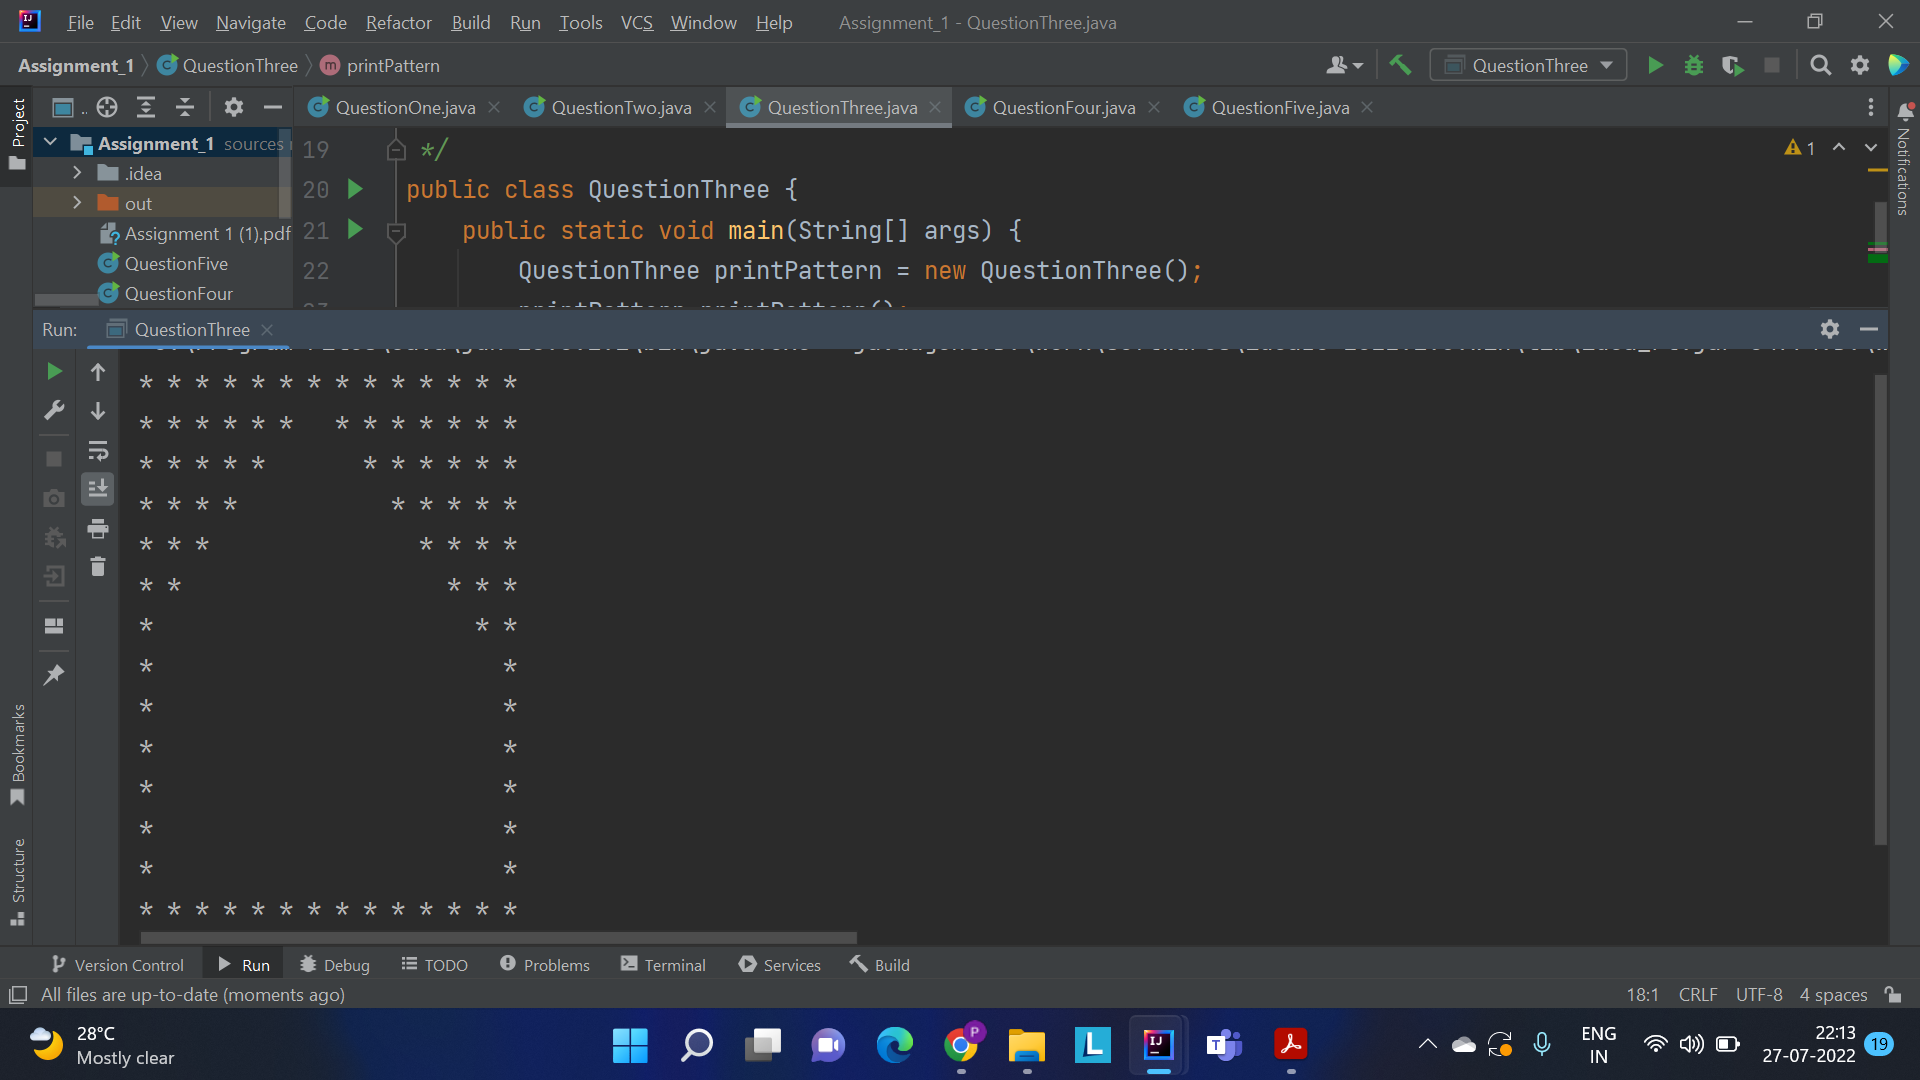 File Edit View Navigate Code Refactor Build Run Tools VCS Window Help Assignment_1 - QuestionThree.java
Assignment_1 QuestionThree m printPattern QuestionThree
Project
QuestionOne.java QuestionTwo.java QuestionThree.java QuestionFour.java QuestionFive.java
Notifications
Assignment_1 sources
.idea
out
Assignment 1 (1).pdf
QuestionFive
QuestionFour
19 */
1
20 public class QuestionThree {
21 public static void main(String[] args) {
22 QuestionThree printPattern = new QuestionThree();
Run: QuestionThree
* * * * * * * * * * * * * *
* * * * * *   * * * * * * *
* * * * *       * * * * * *
* * * *           * * * * *
* * *               * * * *
* *                   * * *
*                       * *
*                         *
*                         *
*                         *
*                         *
*                         *
*                         *
* * * * * * * * * * * * * *
Bookmarks
Structure
Version Control Run Debug TODO Problems Terminal Services Build
All files are up-to-date (moments ago) 18:1 CRLF UTF-8 4 spaces
28°C
Mostly clear
ENG
IN
22:13
27-07-2022
19